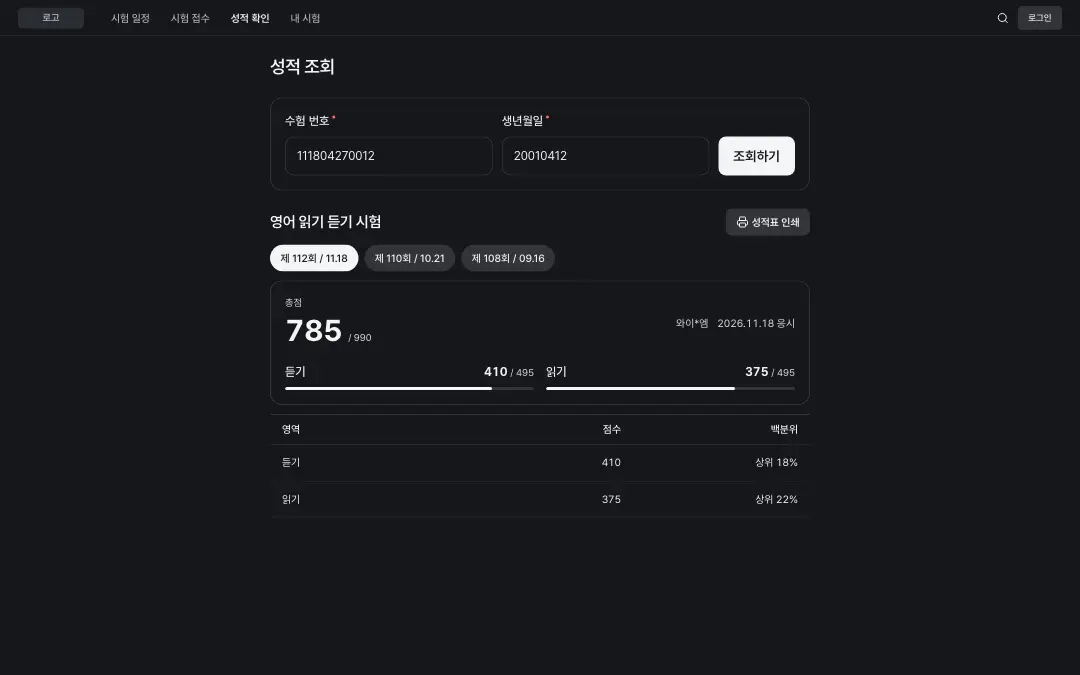 로고 시험 일정 시험 접수 성적 확인 내 시험 로그인
성적 조회
수험 번호* 생년월일*
111804270012 20010412 조회하기
영어 읽기 듣기 시험 성적표 인쇄
제 112회 / 11.18 제 110회 / 10.21 제 108회 / 09.16
총점
785 / 990 와이*엠 2026.11.18 응시
듣기 410 / 495 읽기 375 / 495
영역 점수 백분위
듣기 410 상위 18%
읽기 375 상위 22%